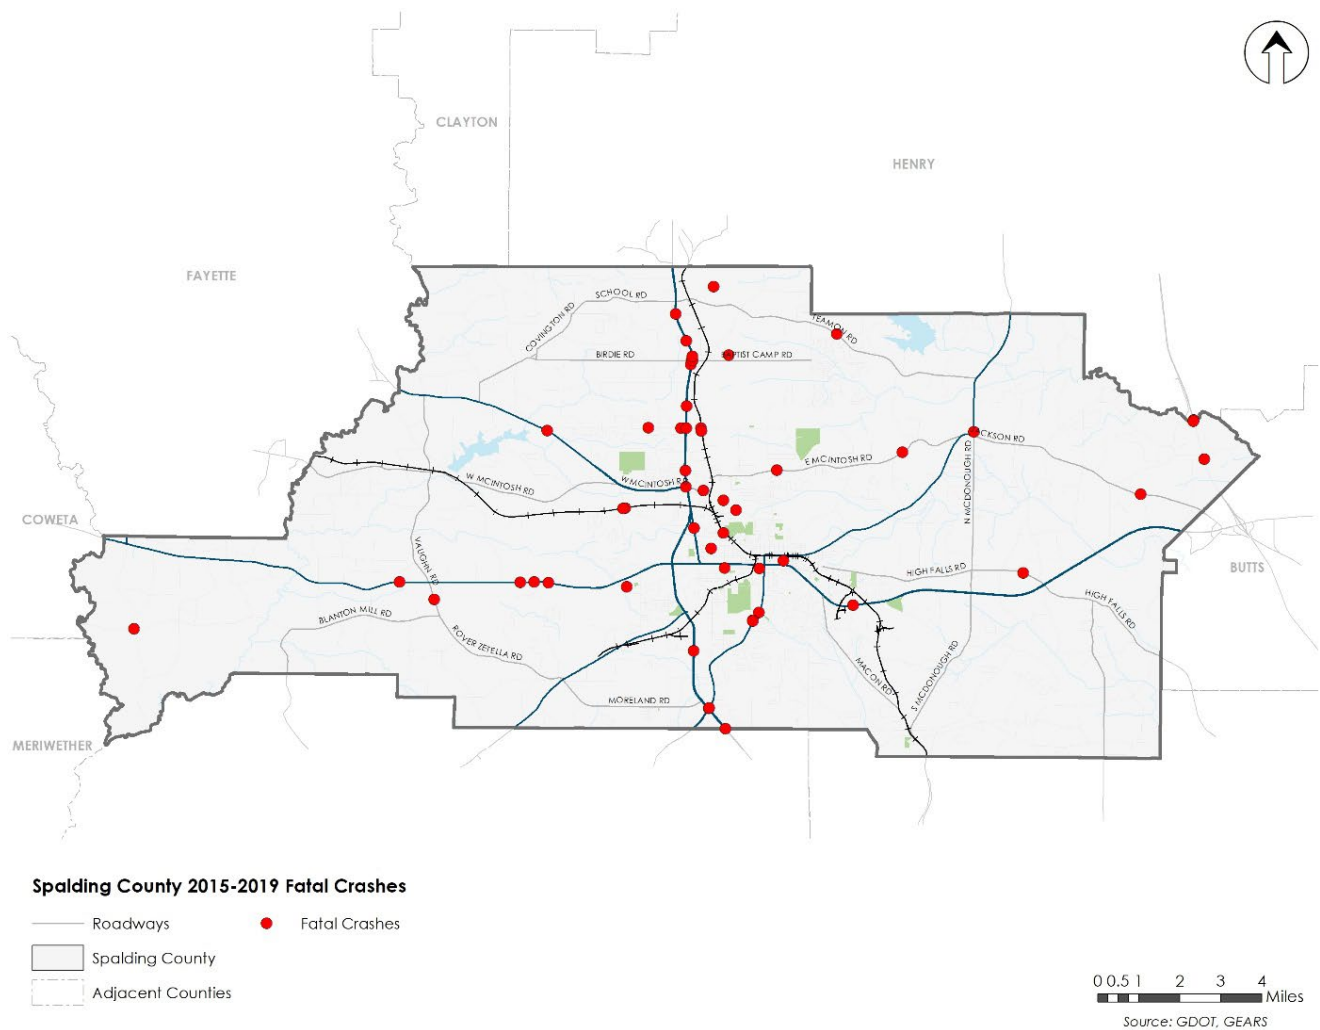 CLAYTON
HENRY
FAYETTE
SCHOOL RD
COVINGTON RD
TEAMON RD
BIRDIE RD
BAPTIST CAMP RD
JACKSON RD
E MCINTOSH RD
W MCINTOSH RD
W MCINTOSH RD
N MCDONOUGH RD
COWETA
VAUGHN RD
HIGH FALLS RD
BUTTS
HIGH FALLS RD
BLANTON MILL RD
ROVER ZETELLA RD
MACON RD
S MCDONOUGH RD
MORELAND RD
MERIWETHER
Spalding County 2015-2019 Fatal Crashes
Roadways
Fatal Crashes
Spalding County
Adjacent Counties
0 0.5 1 2 3 4
Miles
Source: GDOT, GEARS